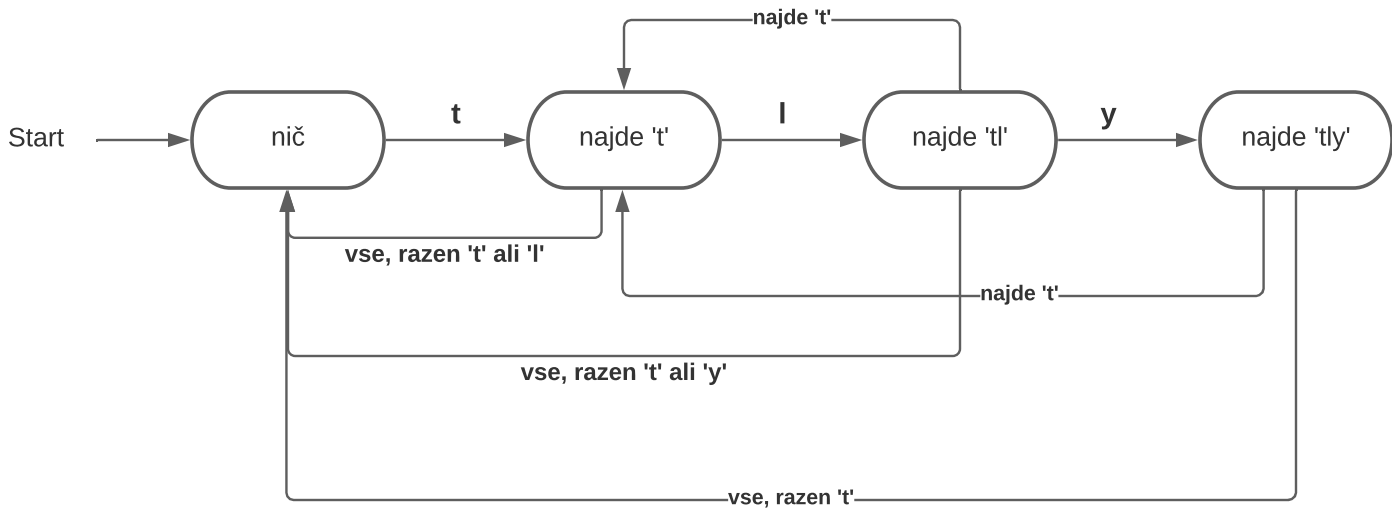 najde 't'
Start
nič
t
najde 't'
l
najde 'tl'
y
najde 'tly'
vse, razen 't' ali 'l'
najde 't'
vse, razen 't' ali 'y'
vse, razen 't'